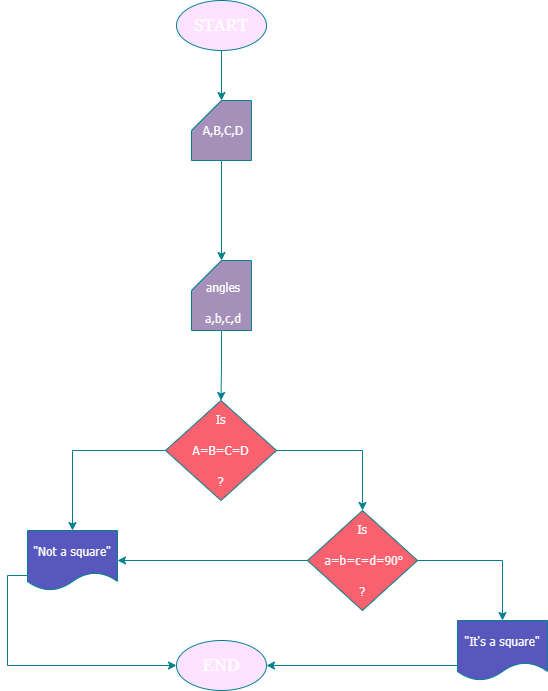 START
A,B,C,D
angles
a,b,c,d
Is
A=B=C=D
?
Is
a=b=c=d=90°
?
"Not a square"
"It's a square"
END